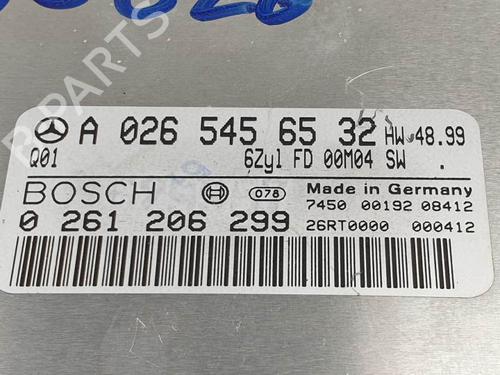 A 026 545 65 32 HW 48.99
Q01 6Zyl FD 00M04 SW .
BOSCH 078 Made in Germany
7450 001920 08412
0 261 206 299 26RT0000 000412